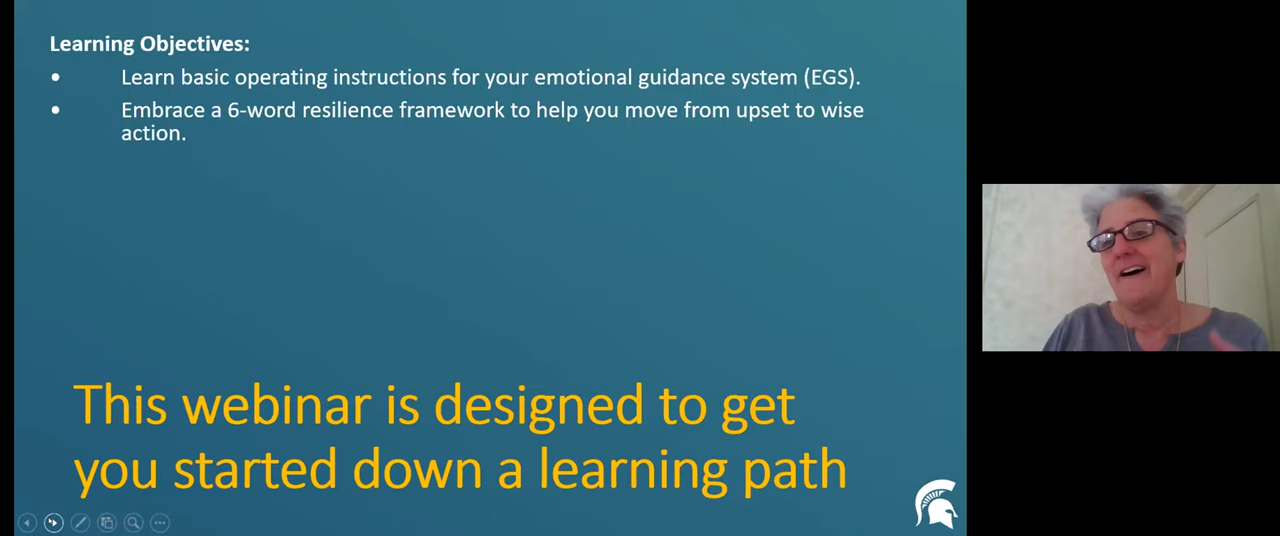 Learning Objectives:
• Learn basic operating instructions for your emotional guidance system (EGS).
• Embrace a 6-word resilience framework to help you move from upset to wise
action.
This webinar is designed to get
you started down a learning path